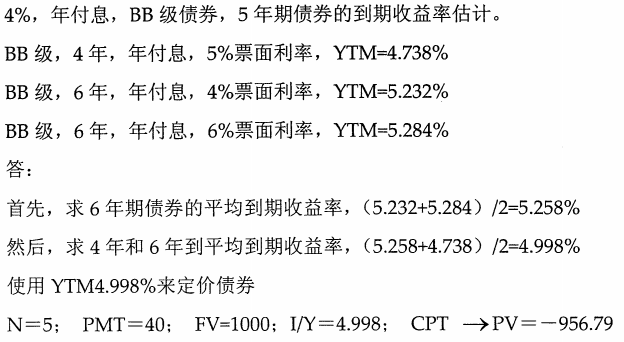 4%，年付息，BB 级债券，5 年期债券的到期收益率估计。
BB 级，4 年，年付息，5%票面利率，YTM=4.738%
BB 级，6 年，年付息，4%票面利率，YTM=5.232%
BB 级，6 年，年付息，6%票面利率，YTM=5.284%
答：
首先，求 6 年期债券的平均到期收益率，（5.232+5.284）/2=5.258%
然后，求 4 年和 6 年到平均到期收益率，（5.258+4.738）/2=4.998%
使用 YTM4.998%来定价债券
N＝5； PMT＝40； FV=1000；I/Y＝4.998； CPT →PV＝－956.79